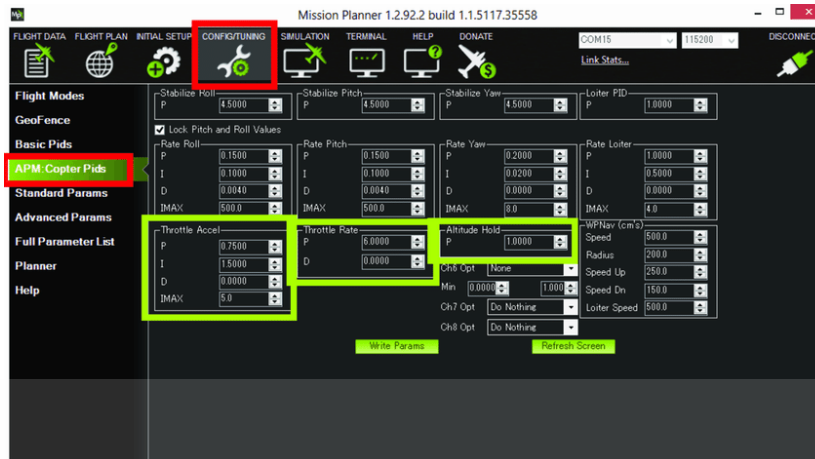 Mission Planner 1.2.92.2 build 1.1.5117.35558
FLIGHT DATA FLIGHT PLAN INITIAL SETUP CONFIG/TUNING SIMULATION TERMINAL HELP DONATE COM15 115200 DISCONNEC
Link Stats...
Flight Modes
GeoFence
Basic Pids
APM:Copter Pids
Standard Params
Advanced Params
Full Parameter List
Planner
Help
Stabilize Roll
P 4.5000
Stabilize Pitch
P 4.5000
Stabilize Yaw
P 4.5000
Loiter PID
P 1.0000
Lock Pitch and Roll Values
Rate Roll
P 0.1500
I 0.1000
D 0.0040
IMAX 500.0
Rate Pitch
P 0.1500
I 0.1000
D 0.0040
IMAX 500.0
Rate Yaw
P 0.2000
I 0.0200
D 0.0000
IMAX 8.0
Rate Loiter
P 1.0000
I 0.5000
D 0.0000
IMAX 4.0
Throttle Accel
P 0.7500
I 1.5000
D 0.0000
IMAX 5.0
Throttle Rate
P 6.0000
D 0.0000
Altitude Hold
P 1.0000
Ch6 Opt None
Min 0.0000 1.000
Ch7 Opt Do Nothing
Ch8 Opt Do Nothing
WPNav (cm's)
Speed 500.0
Radius 200.0
Speed Up 250.0
Speed Dn 150.0
Loiter Speed 500.0
Write Params
Refresh Screen